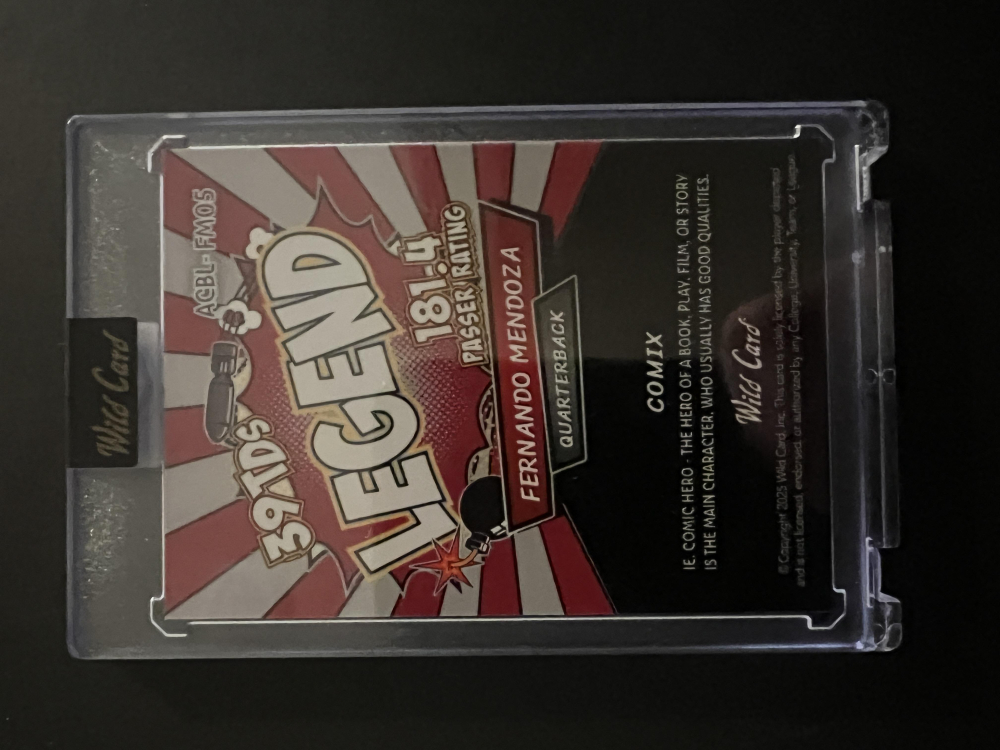 Wild Card
ACBL-FM05
39 TDS
LEGEND
181.4
PASSER RATING
FERNANDO MENDOZA
QUARTERBACK
COMIX
IE. COMIC HERO - THE HERO OF A BOOK, PLAY, FILM, OR STORY
IS THE MAIN CHARACTER, WHO USUALLY HAS GOOD QUALITIES.
Wild Card
© Copyright 2025 Wild Card, Inc. This card is solely licensed by the player depicted
and is not endorsed or authorized by any College, University, Team, or League